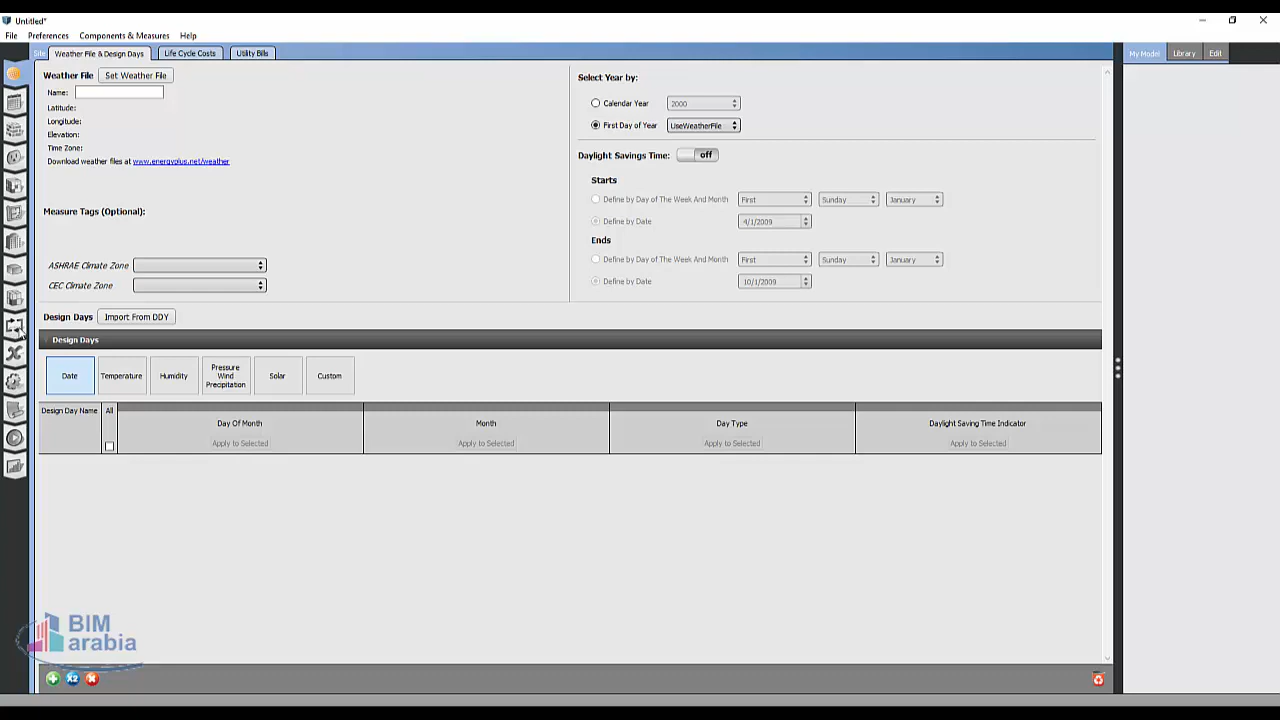 Untitled*
File Preferences Components & Measures Help
Site Weather File & Design Days Life Cycle Costs Utility Bills
My Model Library Edit
Weather File Set Weather File
Name:
Latitude:
Longitude:
Elevation:
Time Zone:
Download weather files at www.energyplus.net/weather
Measure Tags (Optional):
ASHRAE Climate Zone
CEC Climate Zone
Select Year by:
Calendar Year 2000
First Day of Year UseWeatherFile
Daylight Savings Time: off
Starts
Define by Day of The Week And Month First Sunday January
Define by Date 4/1/2009
Ends
Define by Day of The Week And Month First Sunday January
Define by Date 10/1/2009
Design Days Import From DDY
Design Days
Date Temperature Humidity Pressure Wind Precipitation Solar Custom
Design Day Name All Day Of Month Month Day Type Daylight Saving Time Indicator
Apply to Selected Apply to Selected Apply to Selected Apply to Selected
BIM
arabia
x2